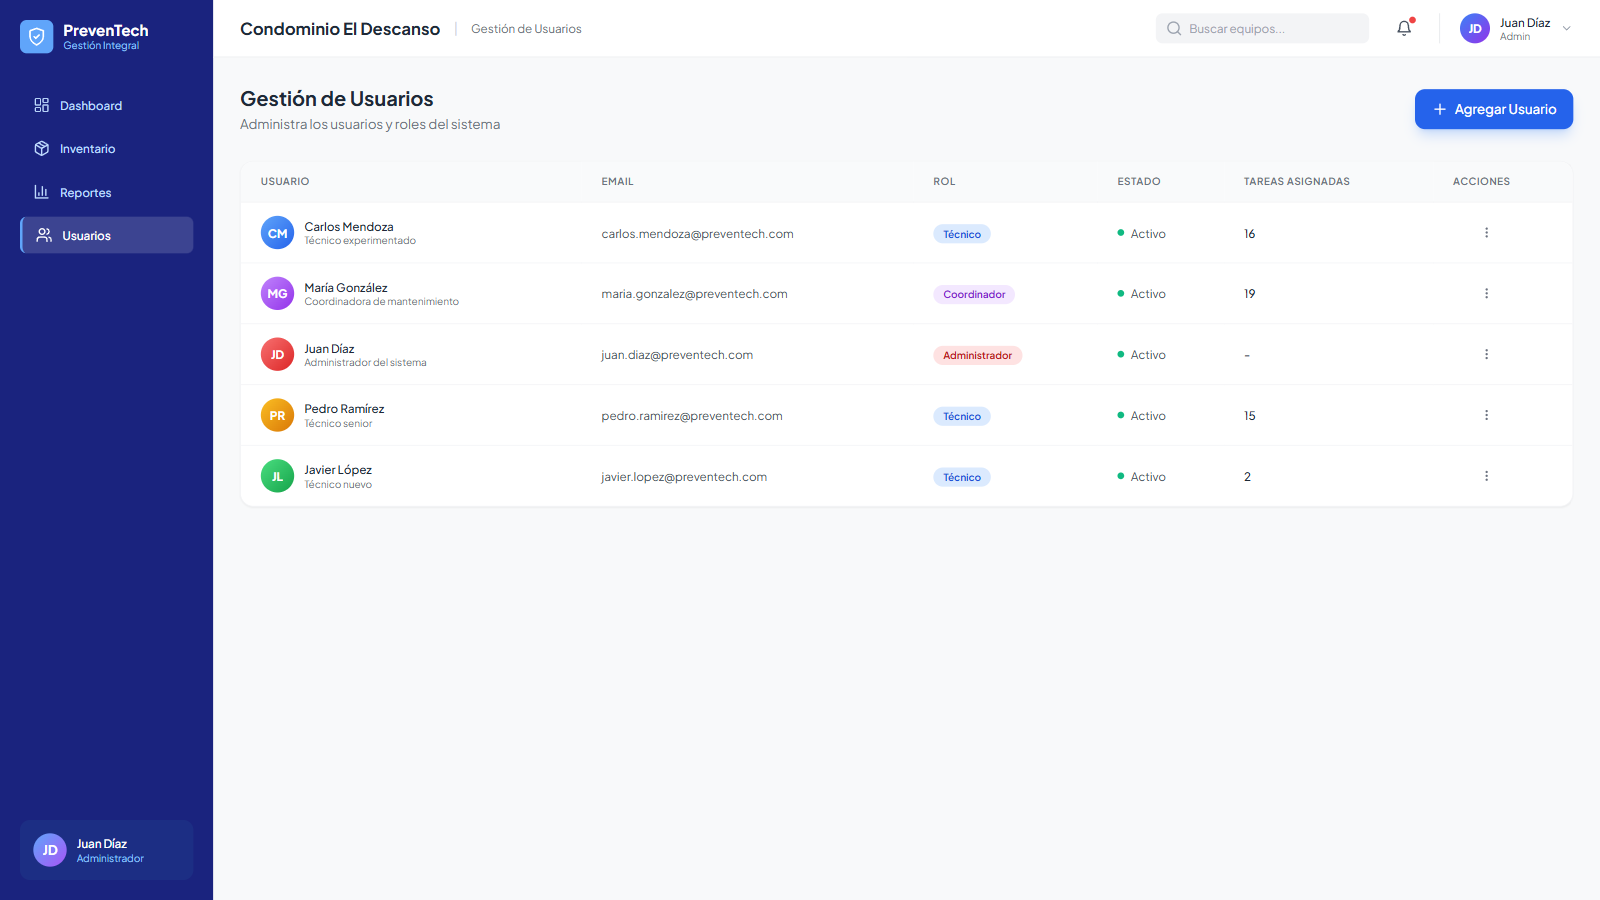 PrevenTech
Gestión Integral
Dashboard
Inventario
Reportes
Usuarios
JD
Juan Díaz
Administrador
Condominio El Descanso
Gestión de Usuarios
Buscar equipos...
JD
Juan Díaz
Admin
Gestión de Usuarios
Administra los usuarios y roles del sistema
Agregar Usuario
USUARIO EMAIL ROL ESTADO TAREAS ASIGNADAS ACCIONES
CM Carlos Mendoza carlos.mendoza@preventech.com Técnico Activo 16
Técnico experimentado
MG María González maria.gonzalez@preventech.com Coordinador Activo 19
Coordinadora de mantenimiento
JD Juan Díaz juan.diaz@preventech.com Administrador Activo -
Administrador del sistema
PR Pedro Ramírez pedro.ramirez@preventech.com Técnico Activo 15
Técnico senior
JL Javier López javier.lopez@preventech.com Técnico Activo 2
Técnico nuevo